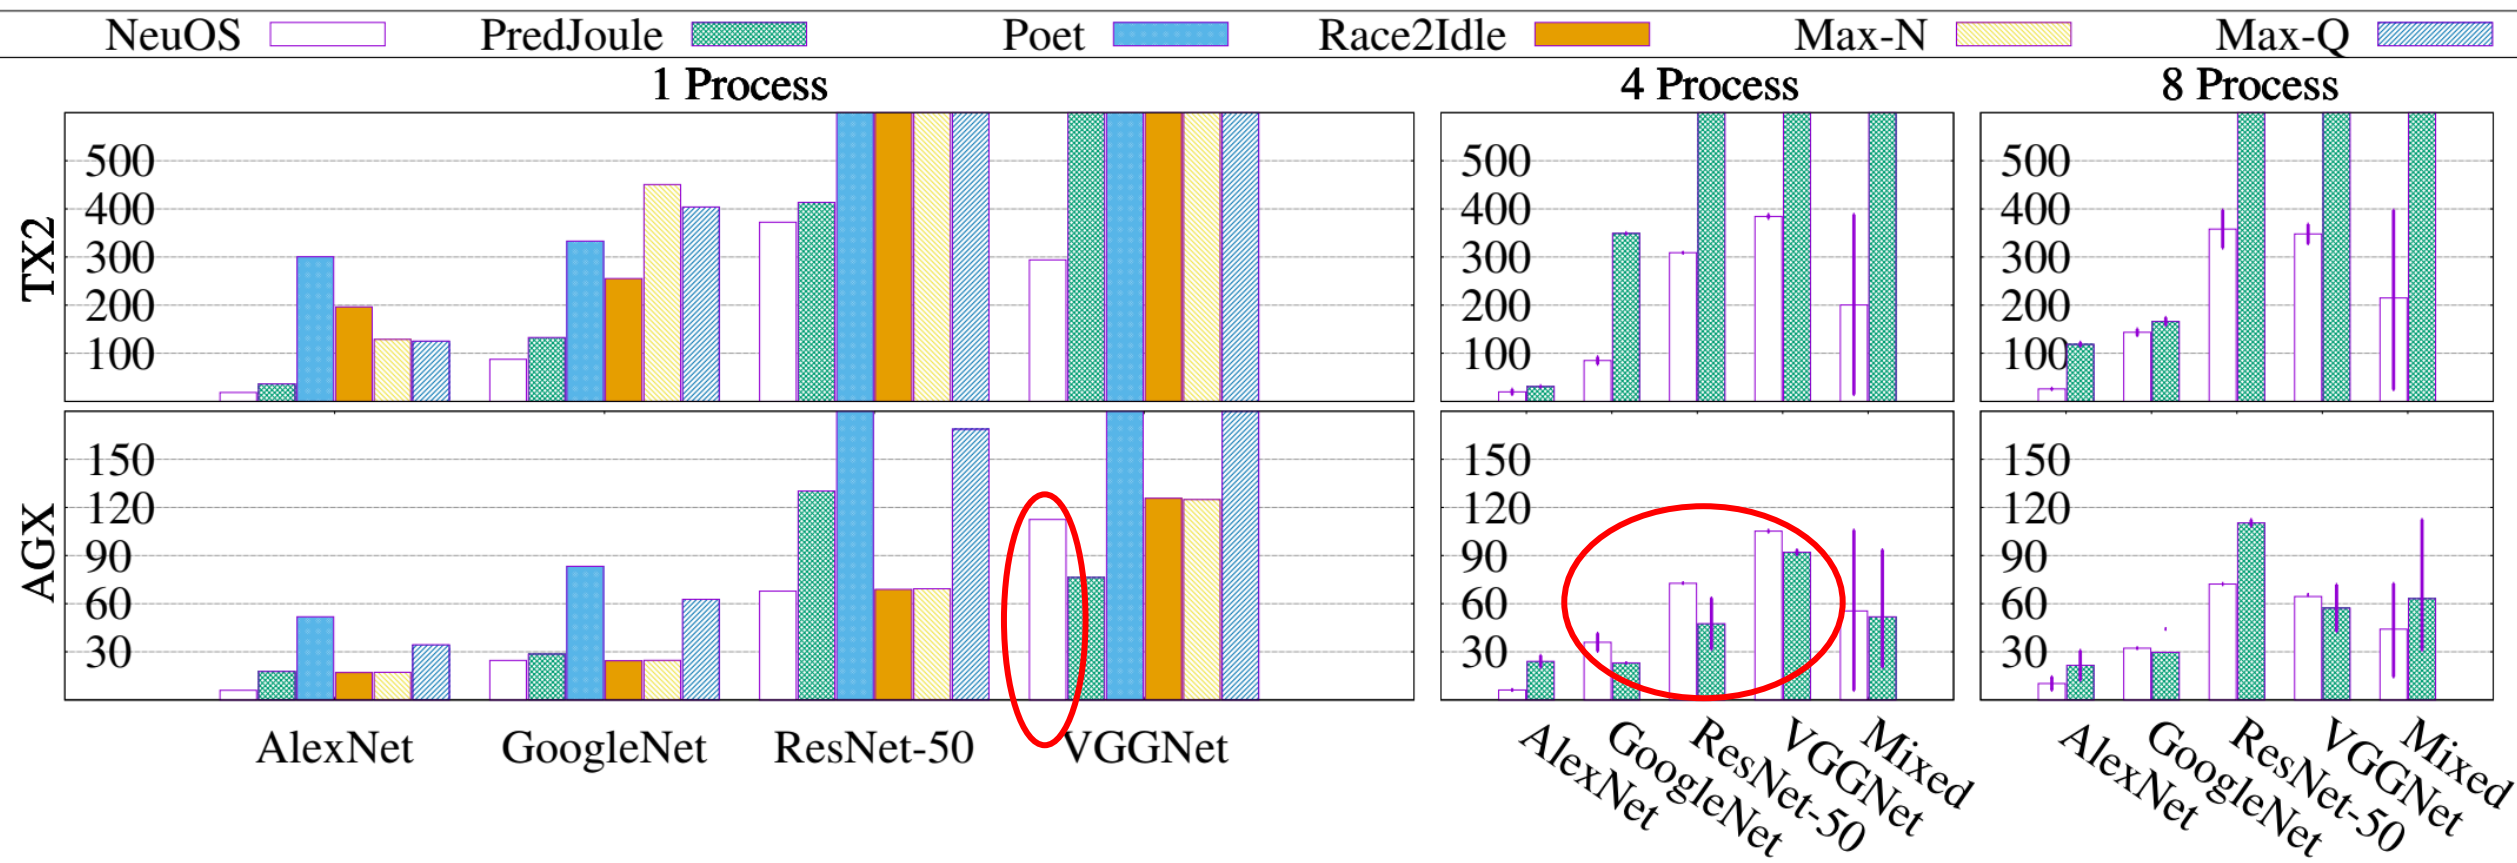 NeuOS PredJoule Poet Race2Idle Max-N Max-Q
1 Process 4 Process 8 Process
TX2
500
400
300
200
100
500
400
300
200
100
500
400
300
200
100
AGX
150
120
90
60
30
150
120
90
60
30
150
120
90
60
30
AlexNet GoogleNet ResNet-50 VGGNet
AlexNet
GoogleNet
ResNet-50
VGGNet
Mixed
AlexNet
GoogleNet
ResNet-50
VGGNet
Mixed